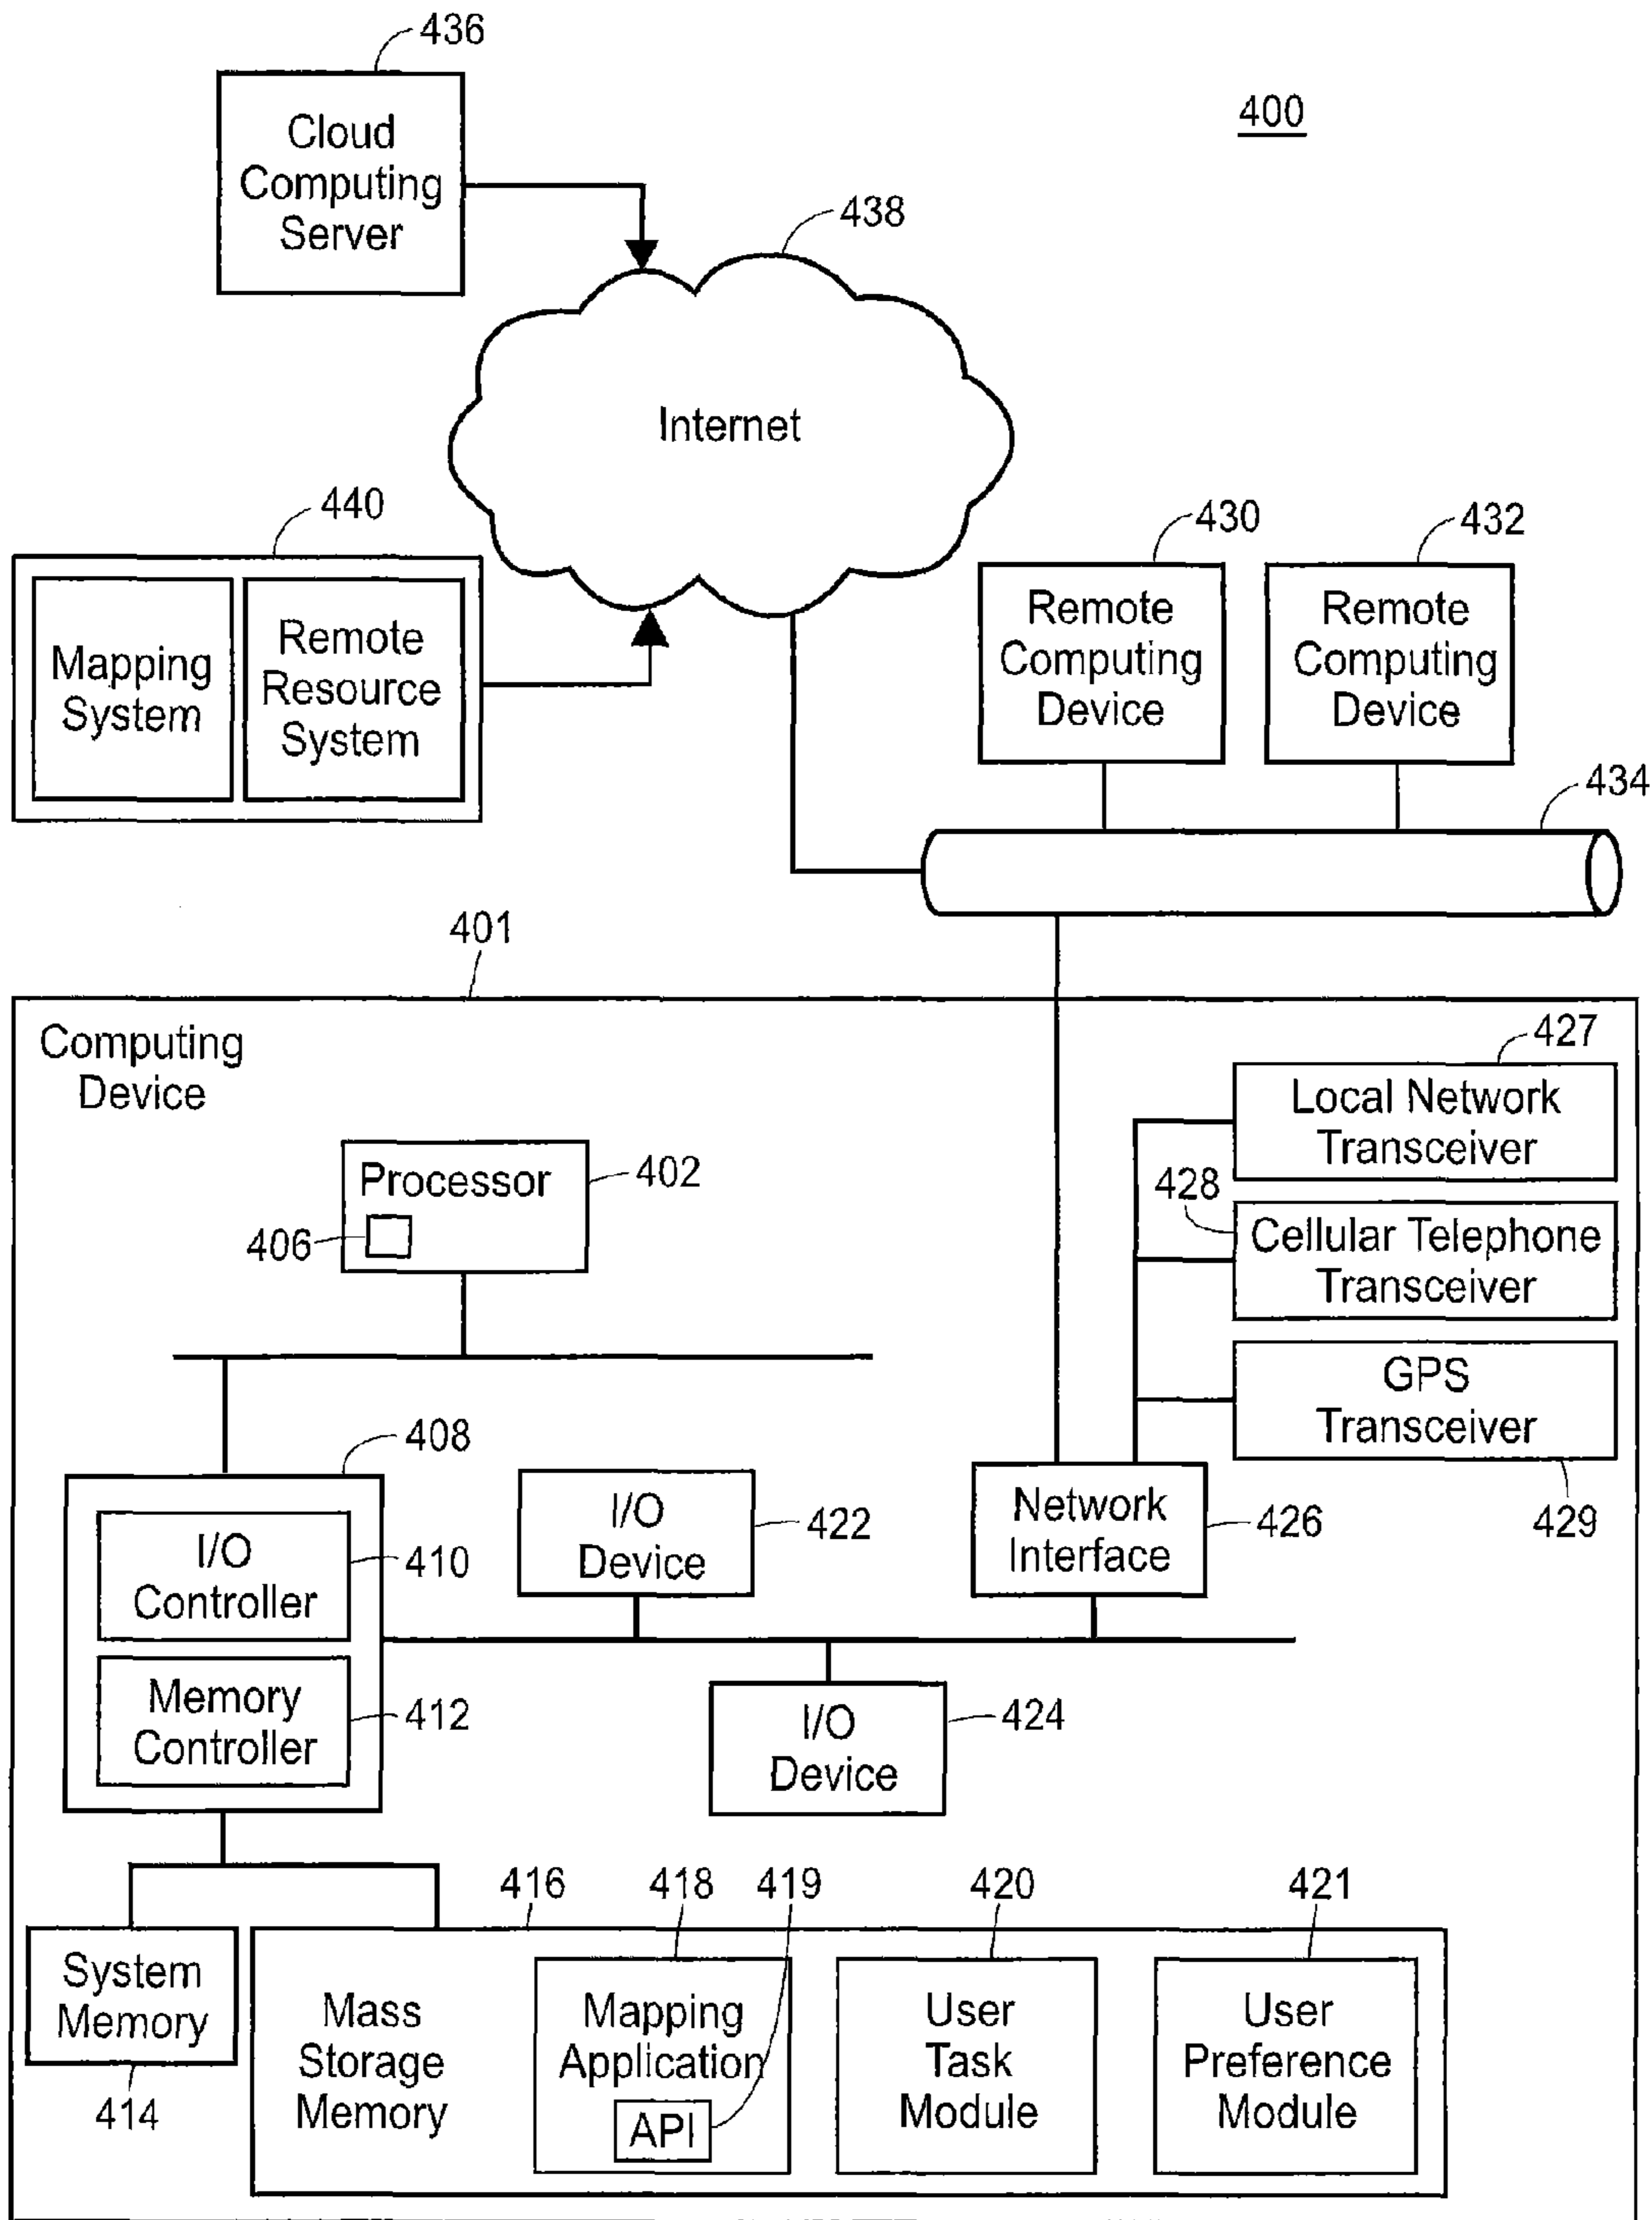 436
400
Cloud
Computing
Server
438
Internet
440
430
432
Mapping
System
Remote
Resource
System
Remote
Computing
Device
Remote
Computing
Device
434
401
Computing
Device
427
Local Network
Transceiver
Processor
402
406
428
Cellular Telephone
Transceiver
GPS
Transceiver
429
408
I/O
Controller
410
I/O
Device
422
Network
Interface
426
Memory
Controller
412
I/O
Device
424
416
418
419
420
421
System
Memory
414
Mass
Storage
Memory
Mapping
Application
API
User
Task
Module
User
Preference
Module